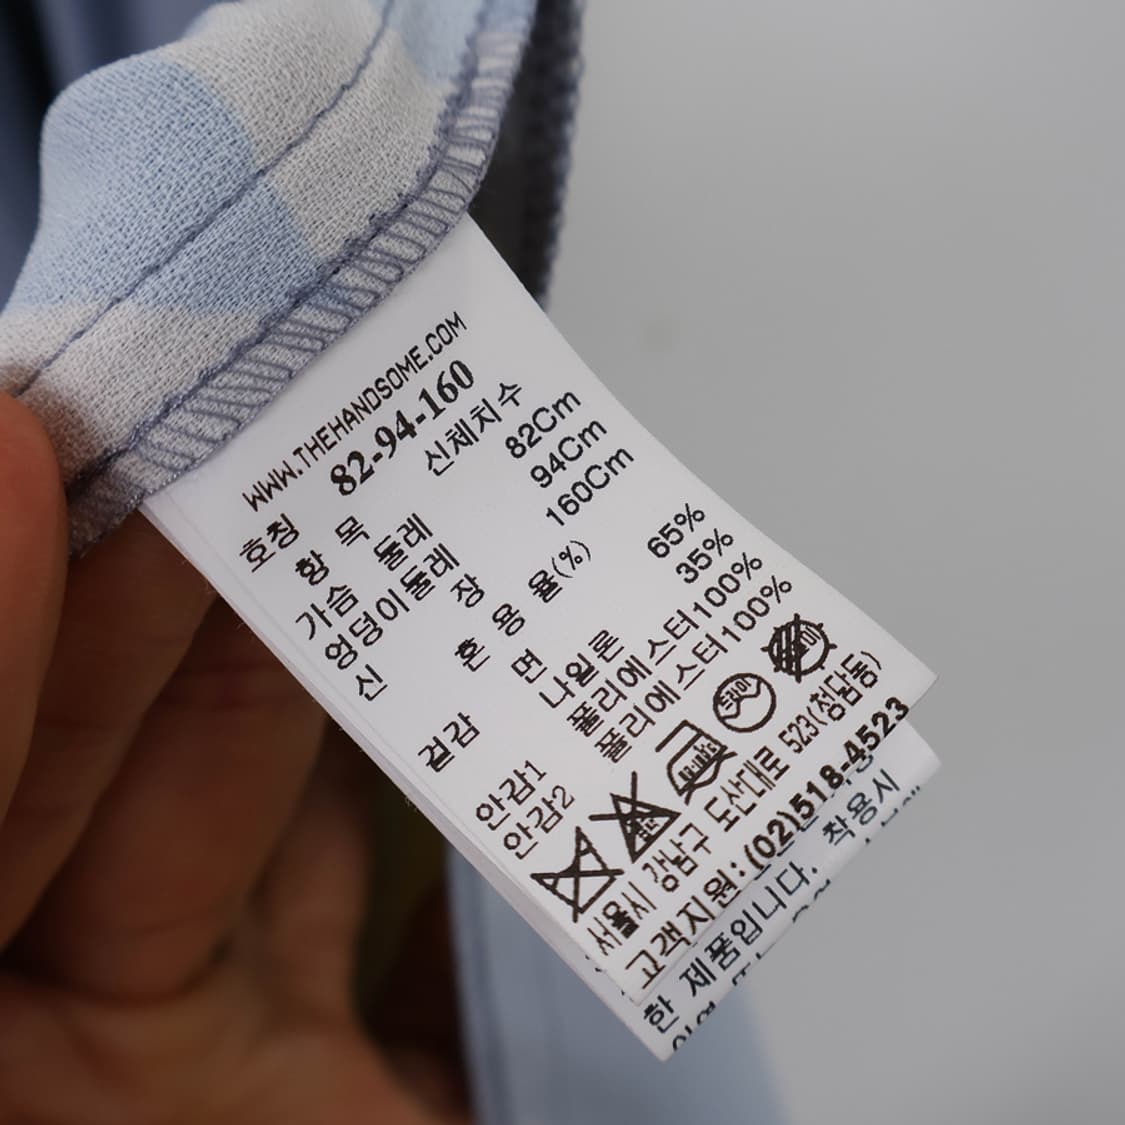 WWW.THEHANDSOME.COM
호칭 82-94-160
항 목 신체치수
가슴 둘레 82Cm
엉덩이둘레 94Cm
신 장 160Cm
혼 용 율(%)
겉감 면 65%
나일론 35%
안감1 폴리에스터100%
안감2 폴리에스터100%
서울시 강남구 도산대로 523(청담동)
고객지원:(02)518-4523
한 제품입니다. 착용시